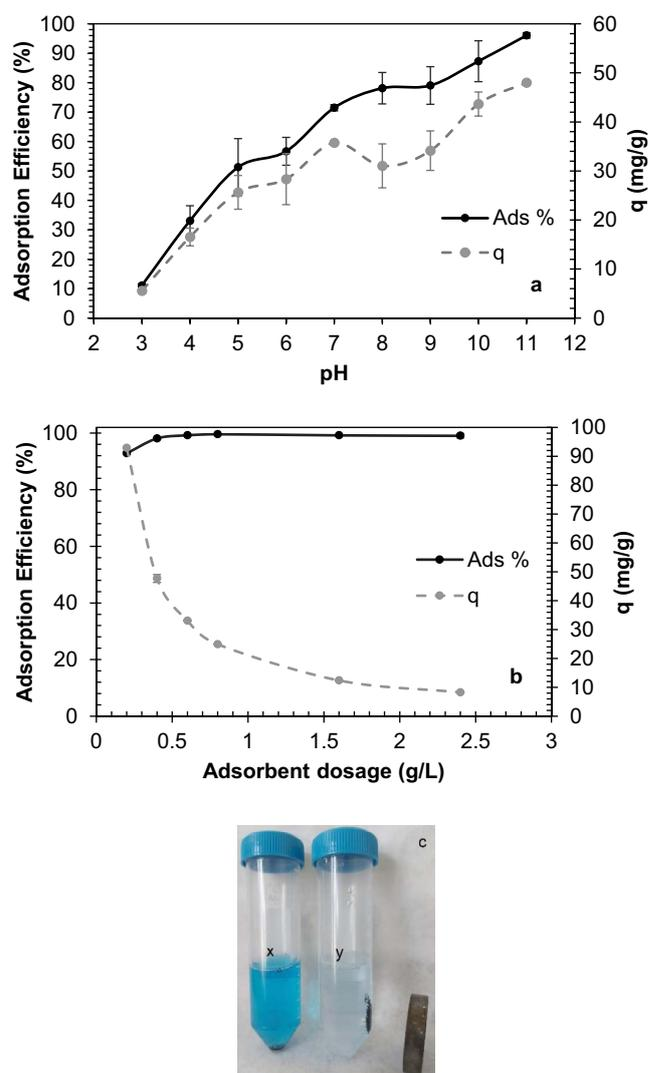 100
90
80
70
60
50
40
30
20
10
0
Adsorption Efficiency (%)
60
50
40
30
20
10
0
q (mg/g)
Ads %
q
a
2 3 4 5 6 7 8 9 10 11 12
pH
100
80
60
40
20
0
Adsorption Efficiency (%)
100
90
80
70
60
50
40
30
20
10
0
q (mg/g)
Ads %
q
b
0 0.5 1 1.5 2 2.5 3
Adsorbent dosage (g/L)
c
x y